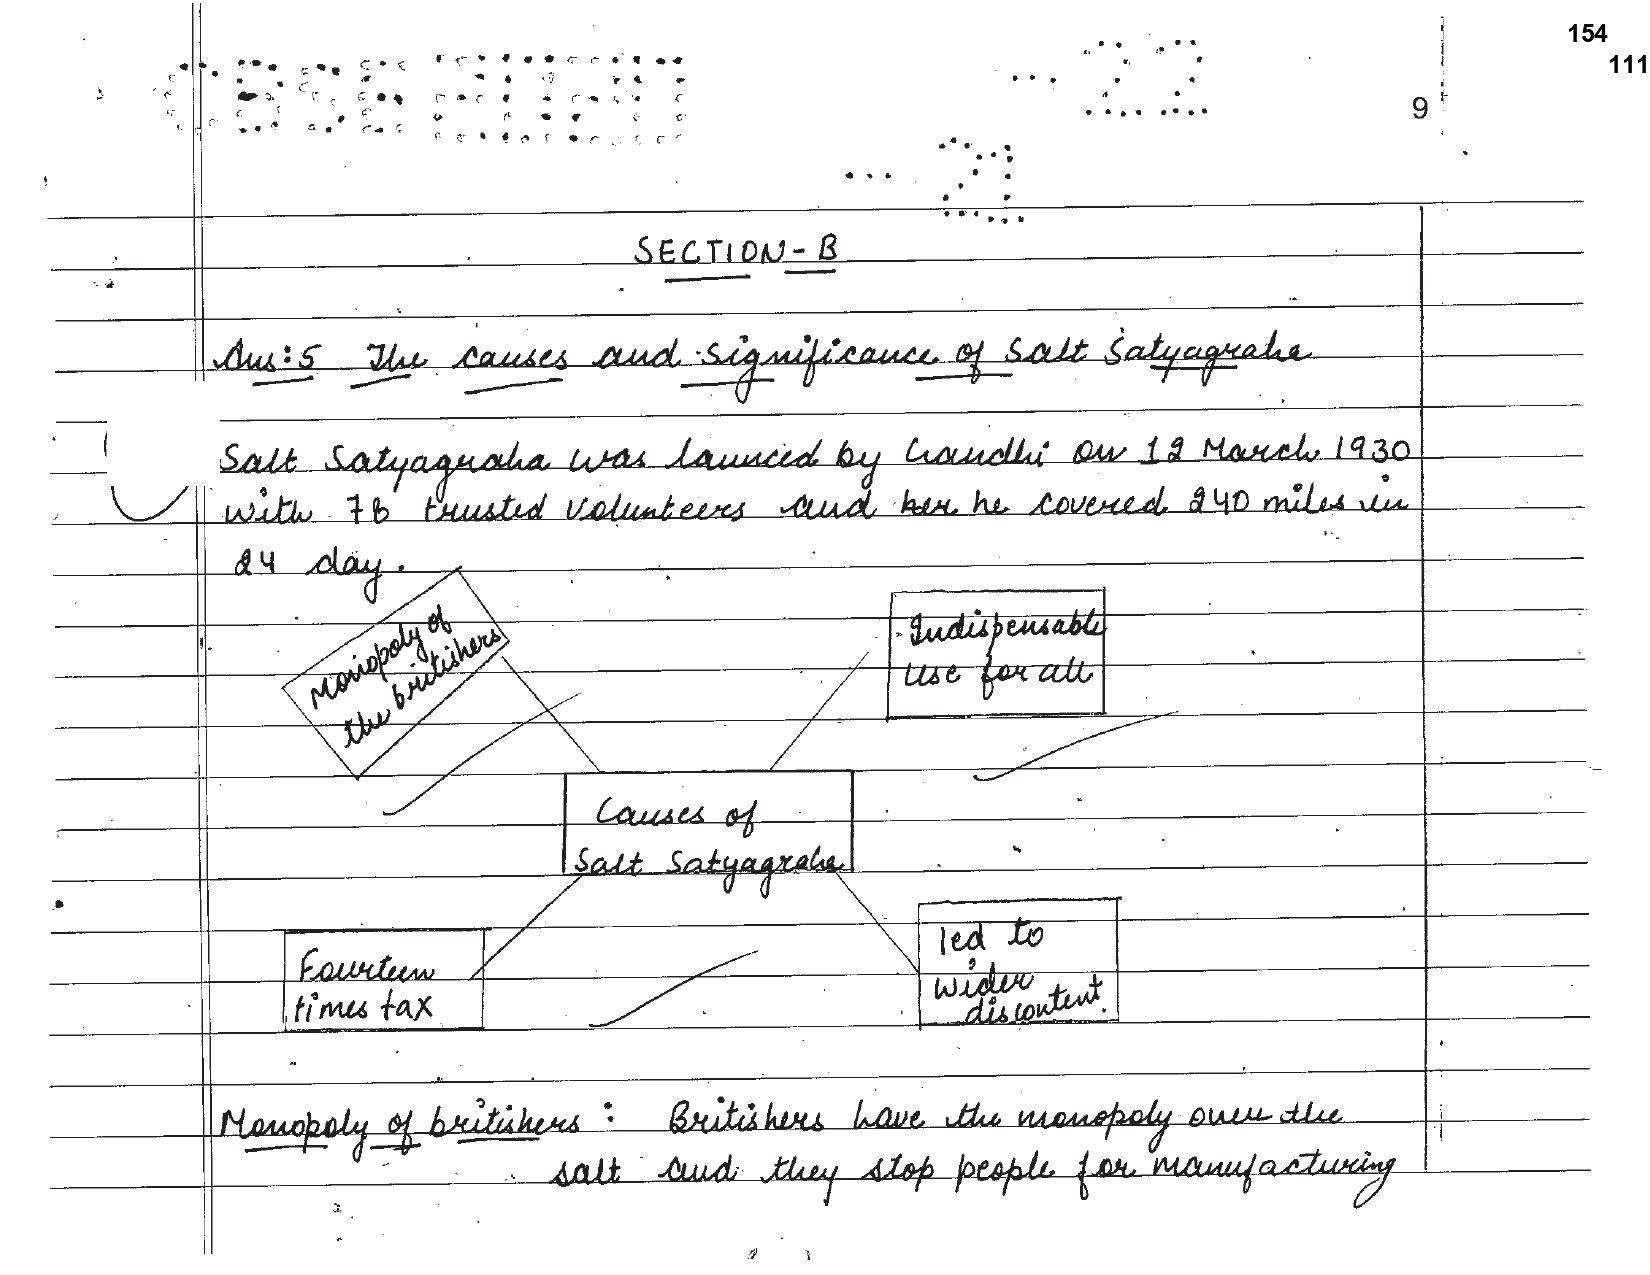 154
111
9
SECTION-B
Ans:5 The causes and significance of Salt Satyagraha
Salt Satyagraha was launced by Gandhi on 12 March 1930
with 78 trusted volunteers and he covered 240 miles in
24 day.
Monopoly of
the britishers
Indispensable
use for all
Causes of
Salt Satyagraha
Fourteen
times tax
led to
wider
discontent.
Monopoly of britishers : Britishers have the monopoly over the
salt and they stop people for manufacturing